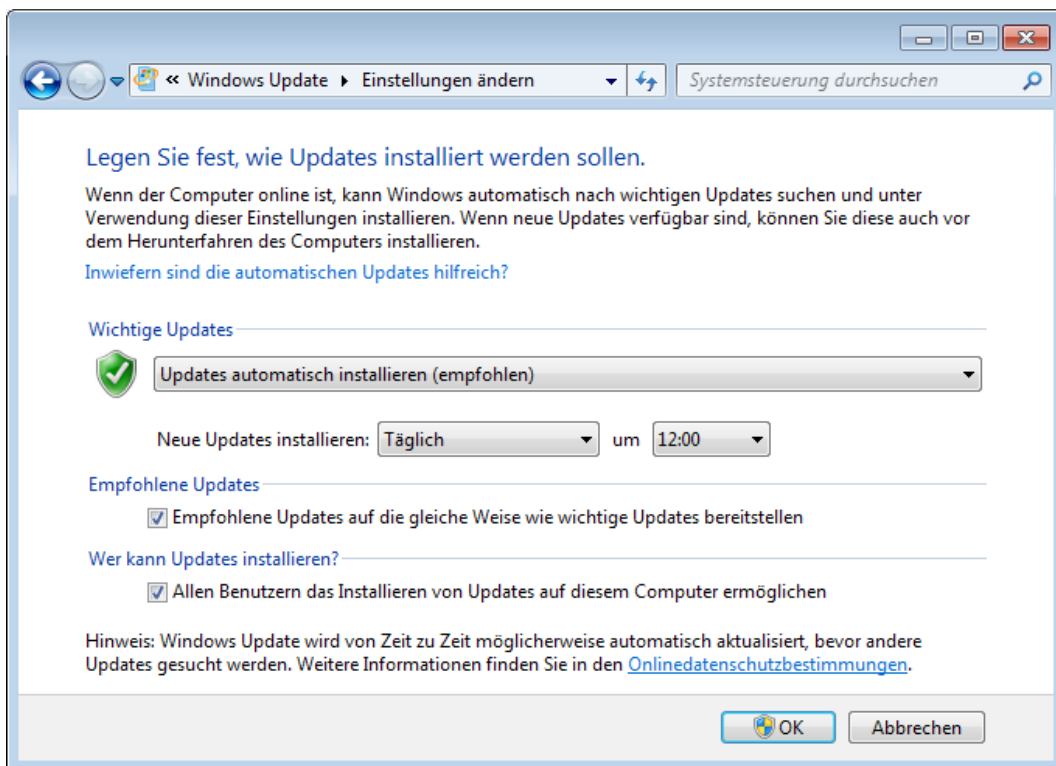 « Windows Update ▸ Einstellungen ändern
Systemsteuerung durchsuchen
Legen Sie fest, wie Updates installiert werden sollen.
Wenn der Computer online ist, kann Windows automatisch nach wichtigen Updates suchen und unter
Verwendung dieser Einstellungen installieren. Wenn neue Updates verfügbar sind, können Sie diese auch vor
dem Herunterfahren des Computers installieren.
Inwiefern sind die automatischen Updates hilfreich?
Wichtige Updates
Updates automatisch installieren (empfohlen)
Neue Updates installieren: Täglich um 12:00
Empfohlene Updates
Empfohlene Updates auf die gleiche Weise wie wichtige Updates bereitstellen
Wer kann Updates installieren?
Allen Benutzern das Installieren von Updates auf diesem Computer ermöglichen
Hinweis: Windows Update wird von Zeit zu Zeit möglicherweise automatisch aktualisiert, bevor andere
Updates gesucht werden. Weitere Informationen finden Sie in den Onlinedatenschutzbestimmungen.
OK Abbrechen